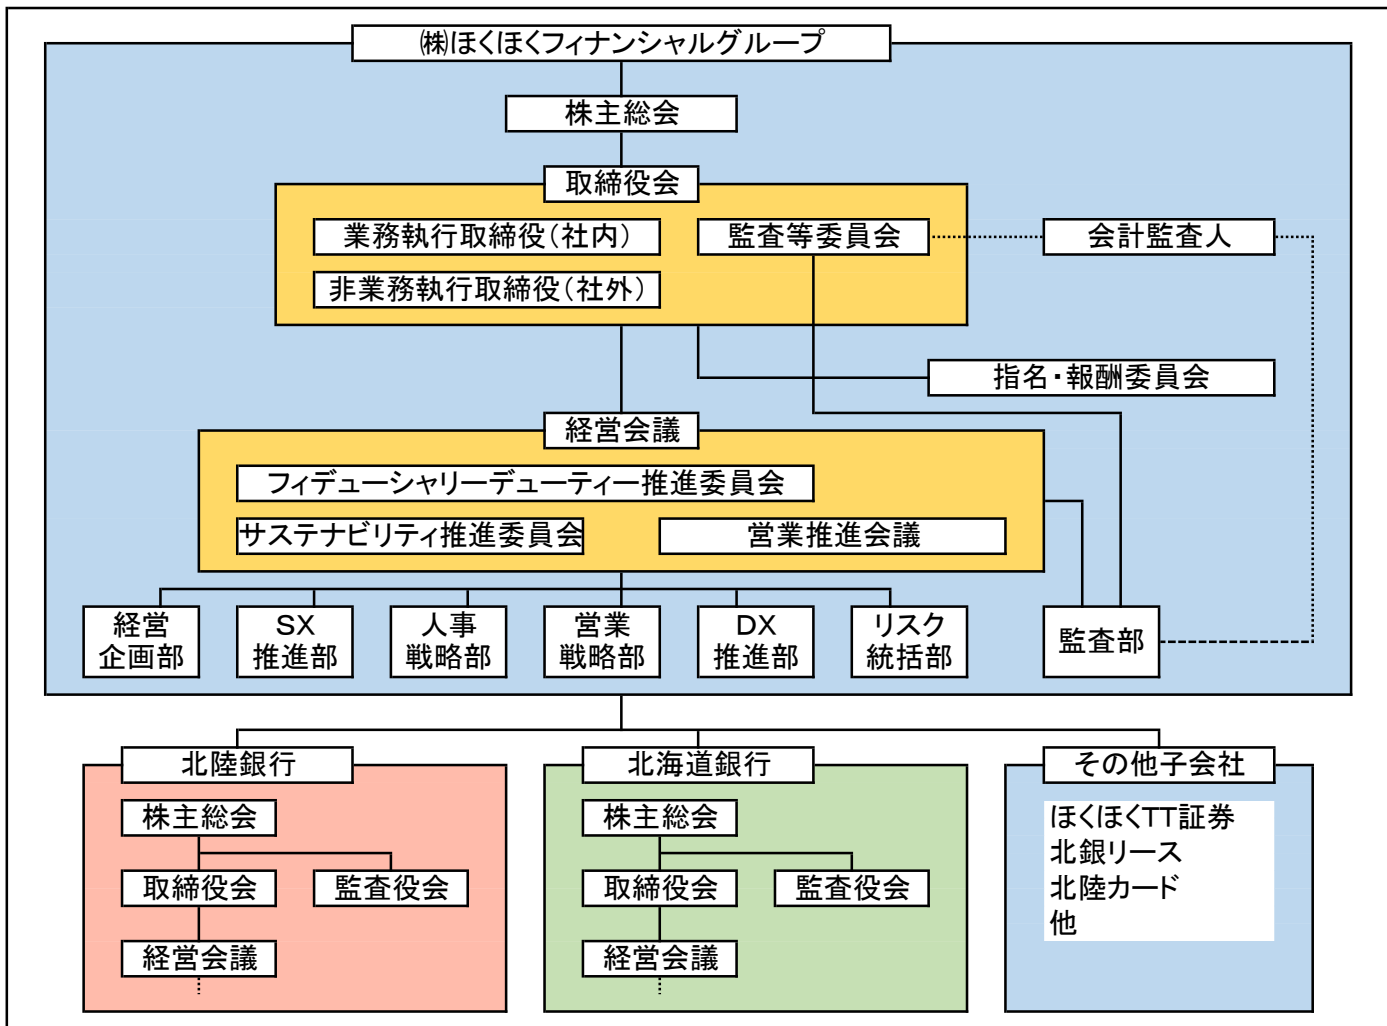 ㈱ほくほくフィナンシャルグループ
株主総会
取締役会
業務執行取締役（社内）
監査等委員会
会計監査人
非業務執行取締役（社外）
指名・報酬委員会
経営会議
フィデューシャリーデューティー推進委員会
サステナビリティ推進委員会
営業推進会議
経営
企画部
SX
推進部
人事
戦略部
営業
戦略部
DX
推進部
リスク
統括部
監査部
北陸銀行
株主総会
取締役会
監査役会
経営会議
北海道銀行
株主総会
取締役会
監査役会
経営会議
その他子会社
ほくほくTT証券
北銀リース
北陸カード
他